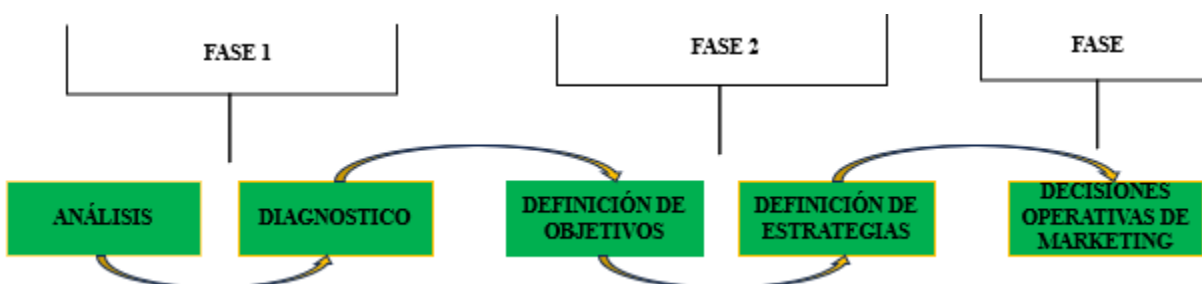 FASE 1
FASE 2
FASE
ANÁLISIS
DIAGNOSTICO
DEFINICIÓN DE
OBJETIVOS
DEFINICIÓN DE
ESTRATEGIAS
DECISIONES
OPERATIVAS DE
MARKETING